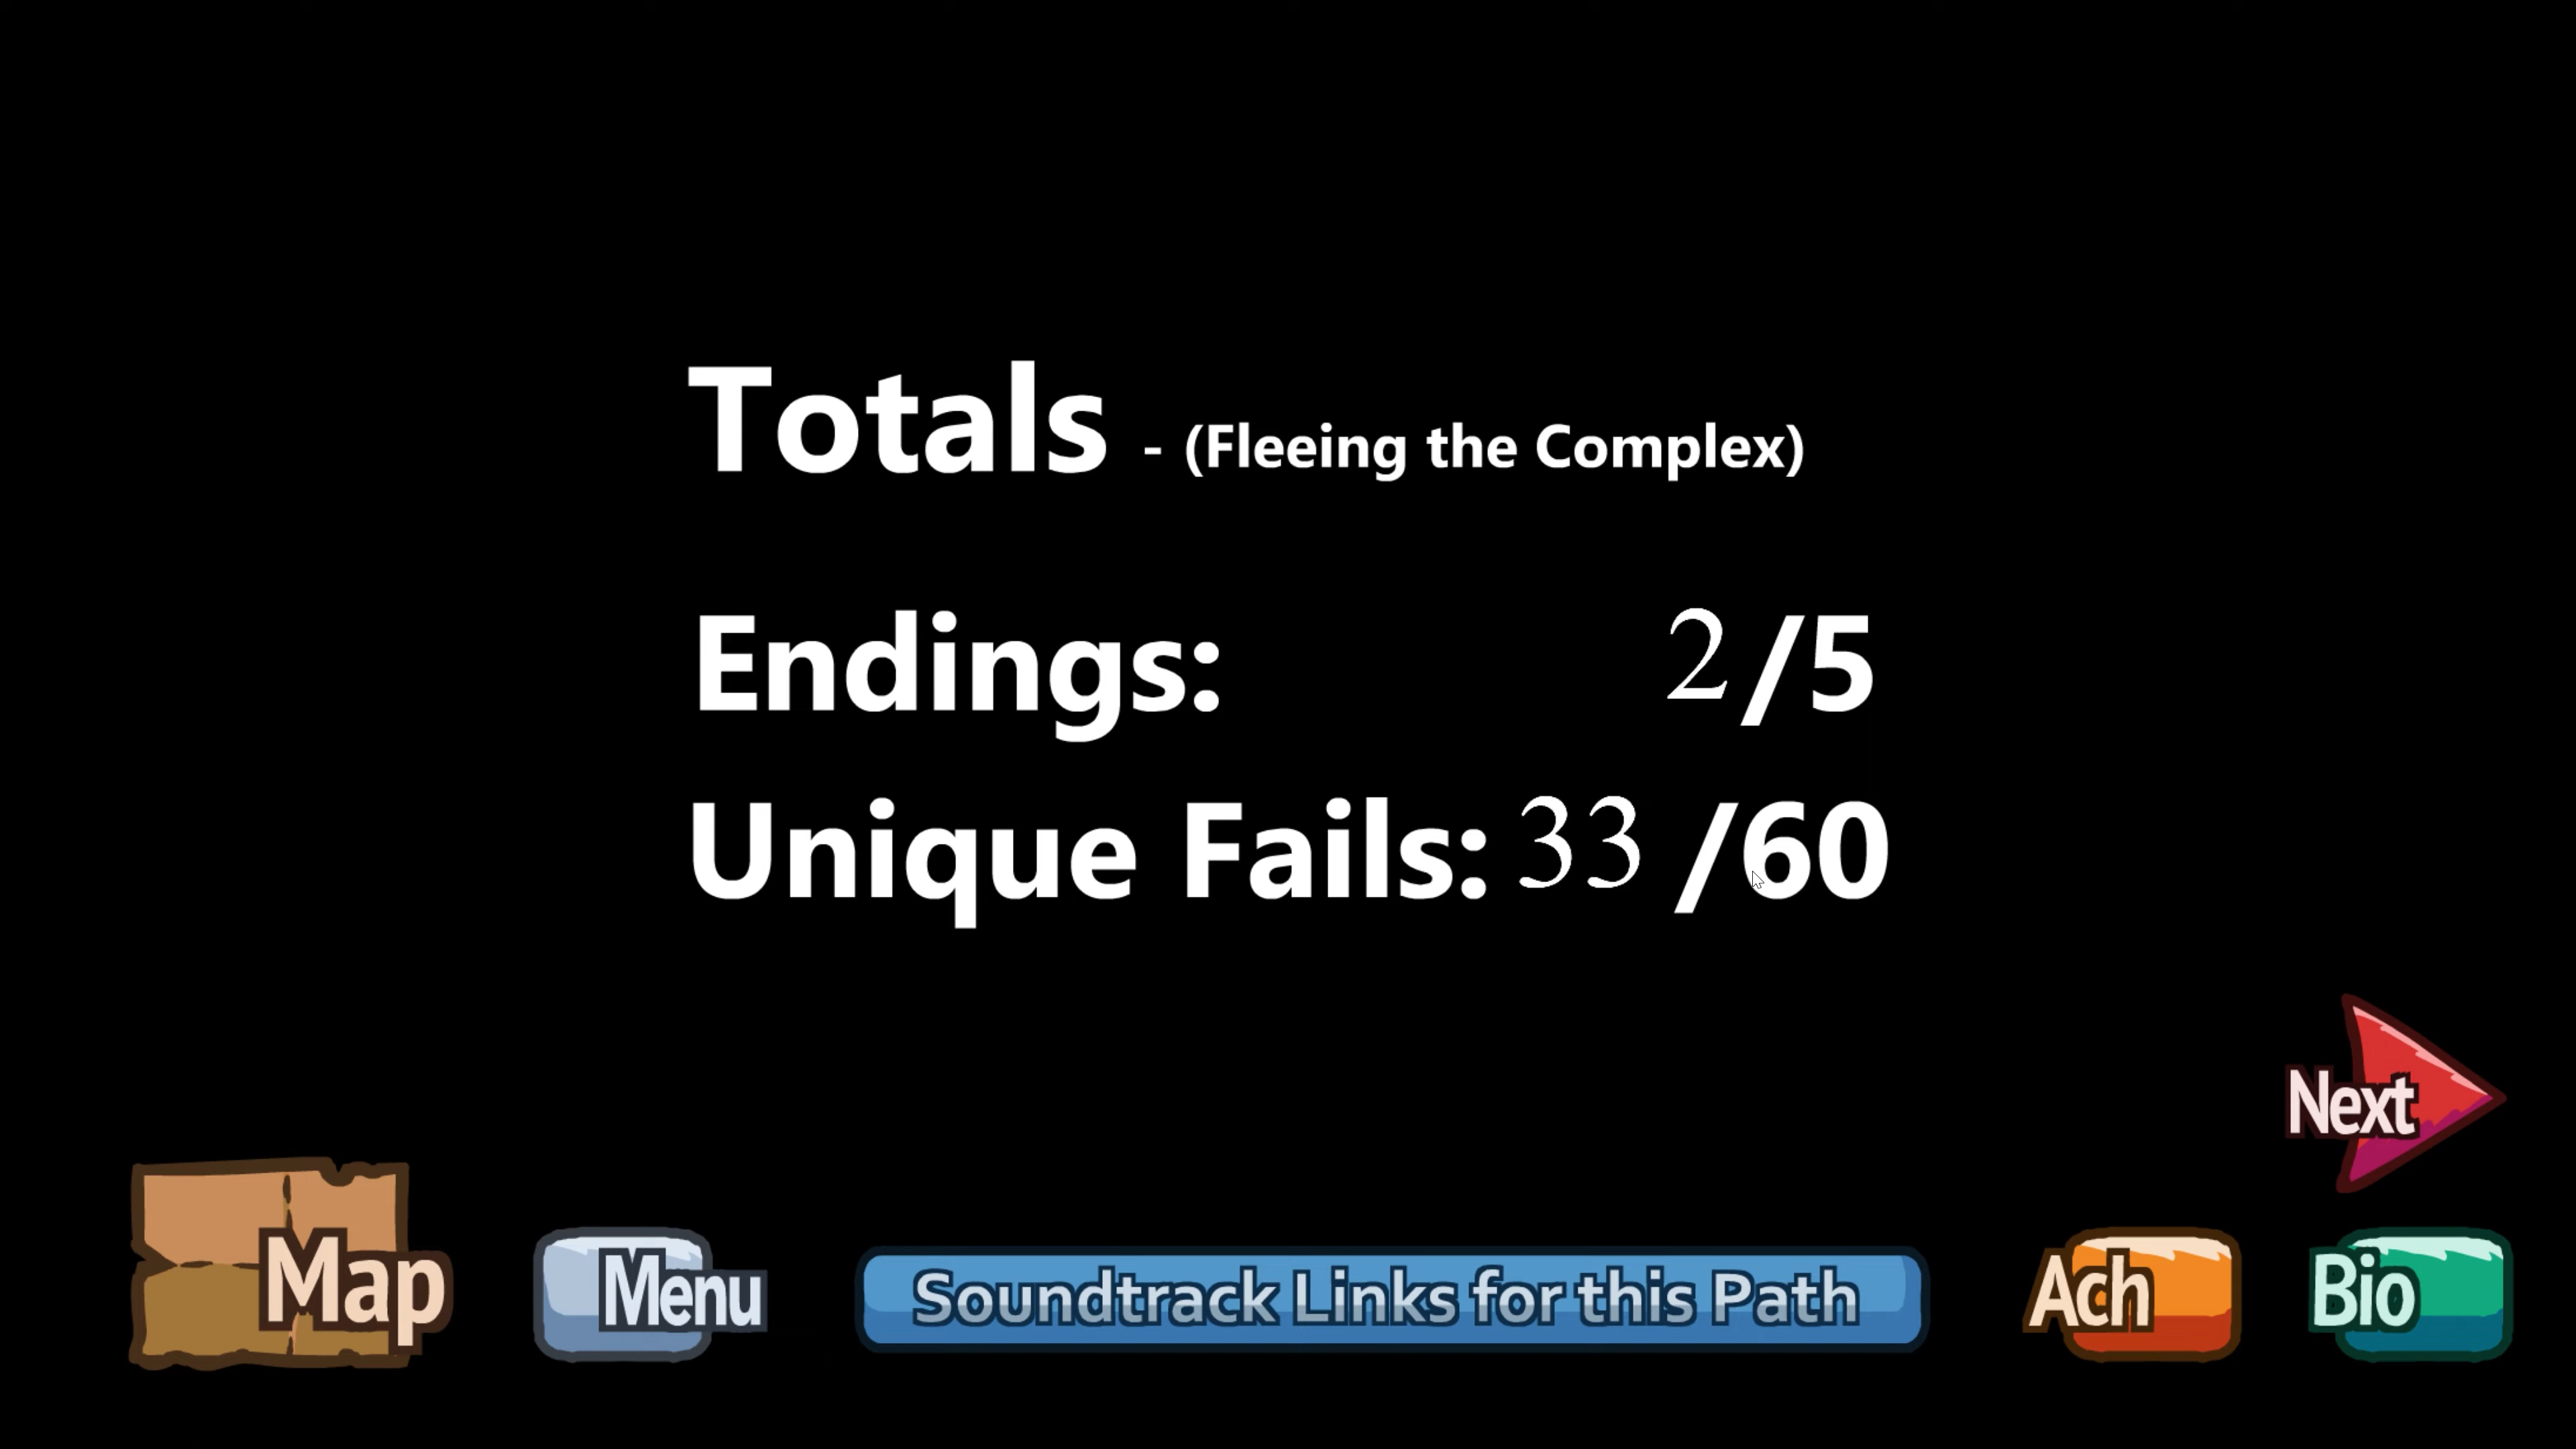 Totals - (Fleeing the Complex)
Endings: 2/5
Unique Fails: 33/60
Next
Map
Menu
Soundtrack Links for this Path
Ach
Bio